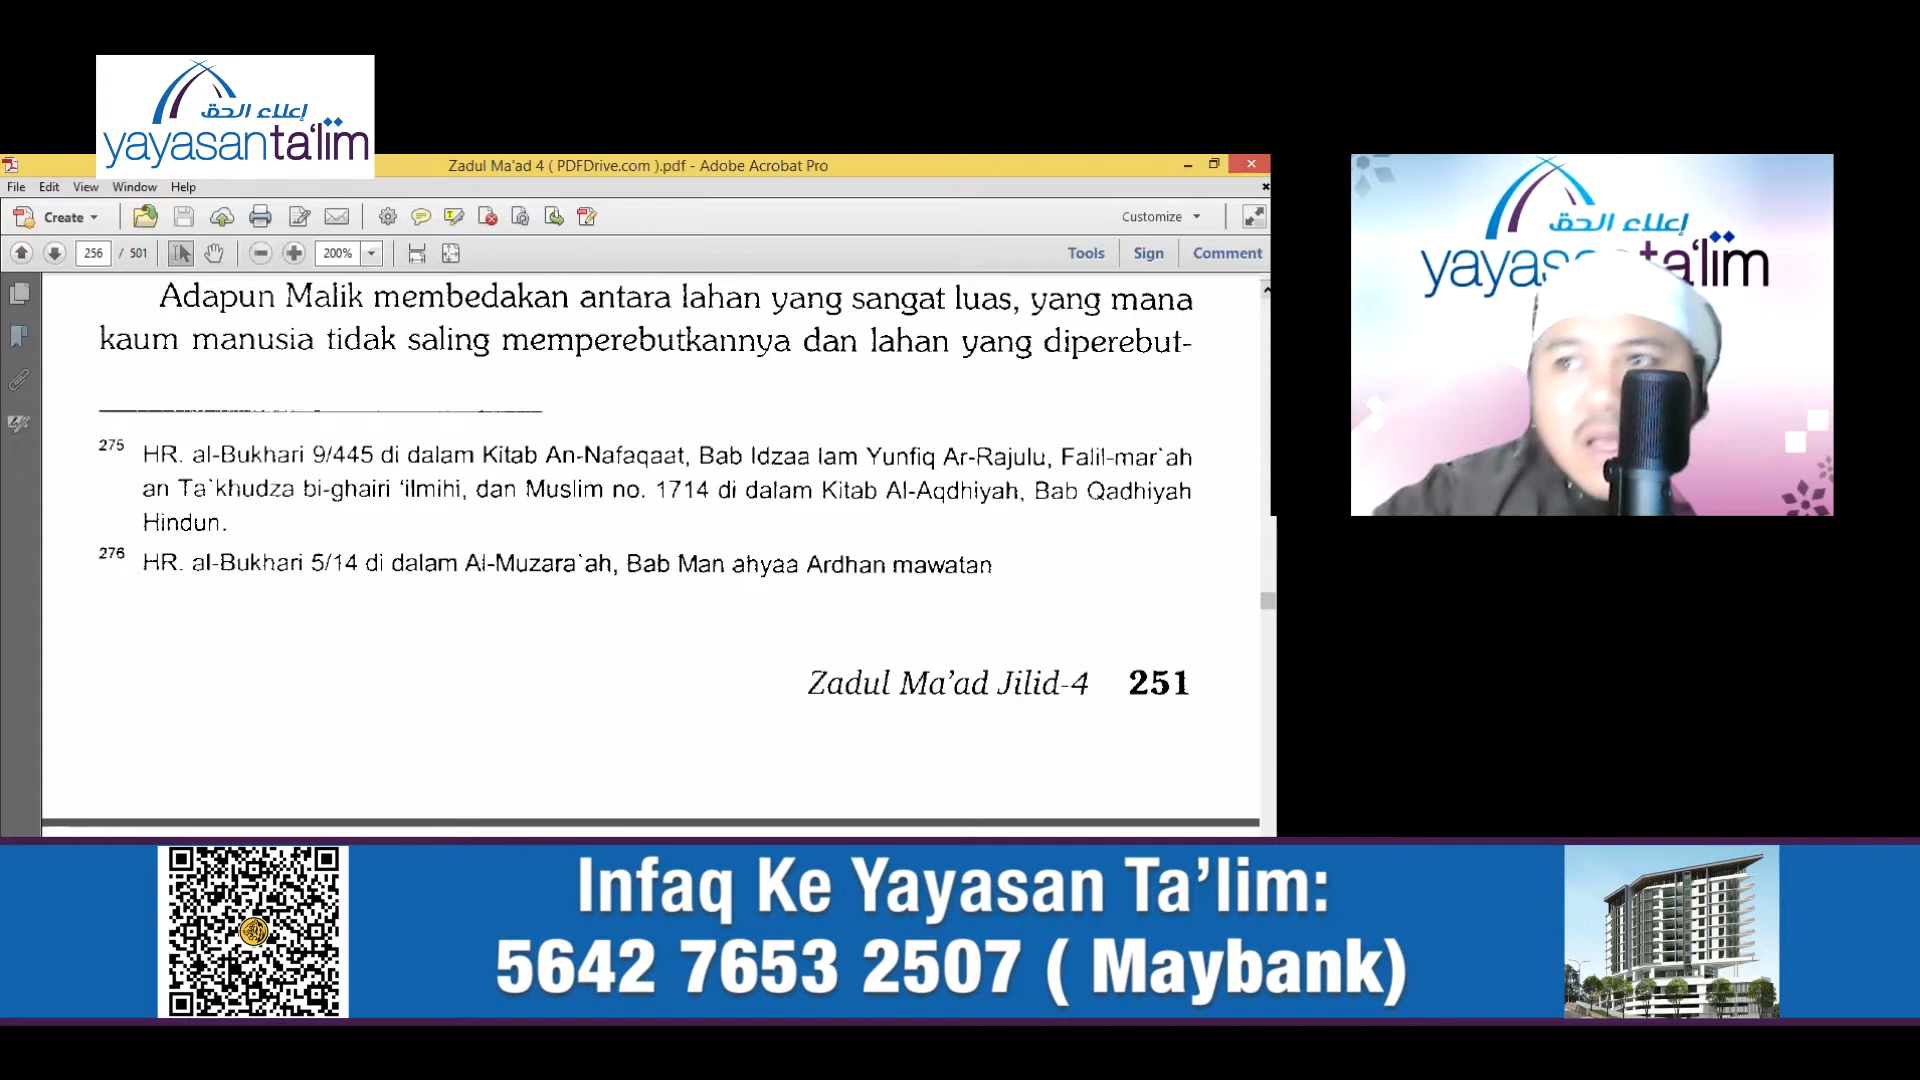 إعلاء الحق
yayasanta'lim
Zadul Ma'ad 4 ( PDFDrive.com ).pdf - Adobe Acrobat Pro
File Edit View Window Help
Create Customize
256 / 501 200% Tools Sign Comment
Adapun Malik membedakan antara lahan yang sangat luas, yang mana
kaum manusia tidak saling memperebutkannya dan lahan yang diperebut-
275 HR. al-Bukhari 9/445 di dalam Kitab An-Nafaqaat, Bab Idzaa lam Yunfiq Ar-Rajulu, Falil-mar`ah
an Ta`khudza bi-ghairi ‘ilmihi, dan Muslim no. 1714 di dalam Kitab Al-Aqdhiyah, Bab Qadhiyah
Hindun.
276 HR. al-Bukhari 5/14 di dalam Al-Muzara`ah, Bab Man ahyaa Ardhan mawatan
Zadul Ma’ad Jilid-4 251
إعلاء الحق
yayasa ta'lim
Infaq Ke Yayasan Ta’lim:
5642 7653 2507 ( Maybank)